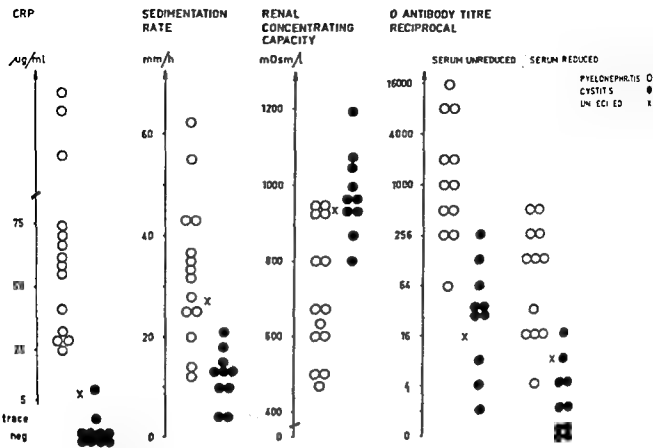 CRP
µg/ml
75
50
25
5
trace
neg
SEDIMENTATION
RATE
mm/h
60
40
20
0
RENAL
CONCENTRATING
CAPACITY
mOsm/l
1200
1000
800
600
400
0
O ANTIBODY TITRE
RECIPROCAL
SERUM UNREDUCED SERUM REDUCED
16000
4000
1000
256
64
16
4
0
PYELONEPHRITIS O
CYSTITIS ●
x